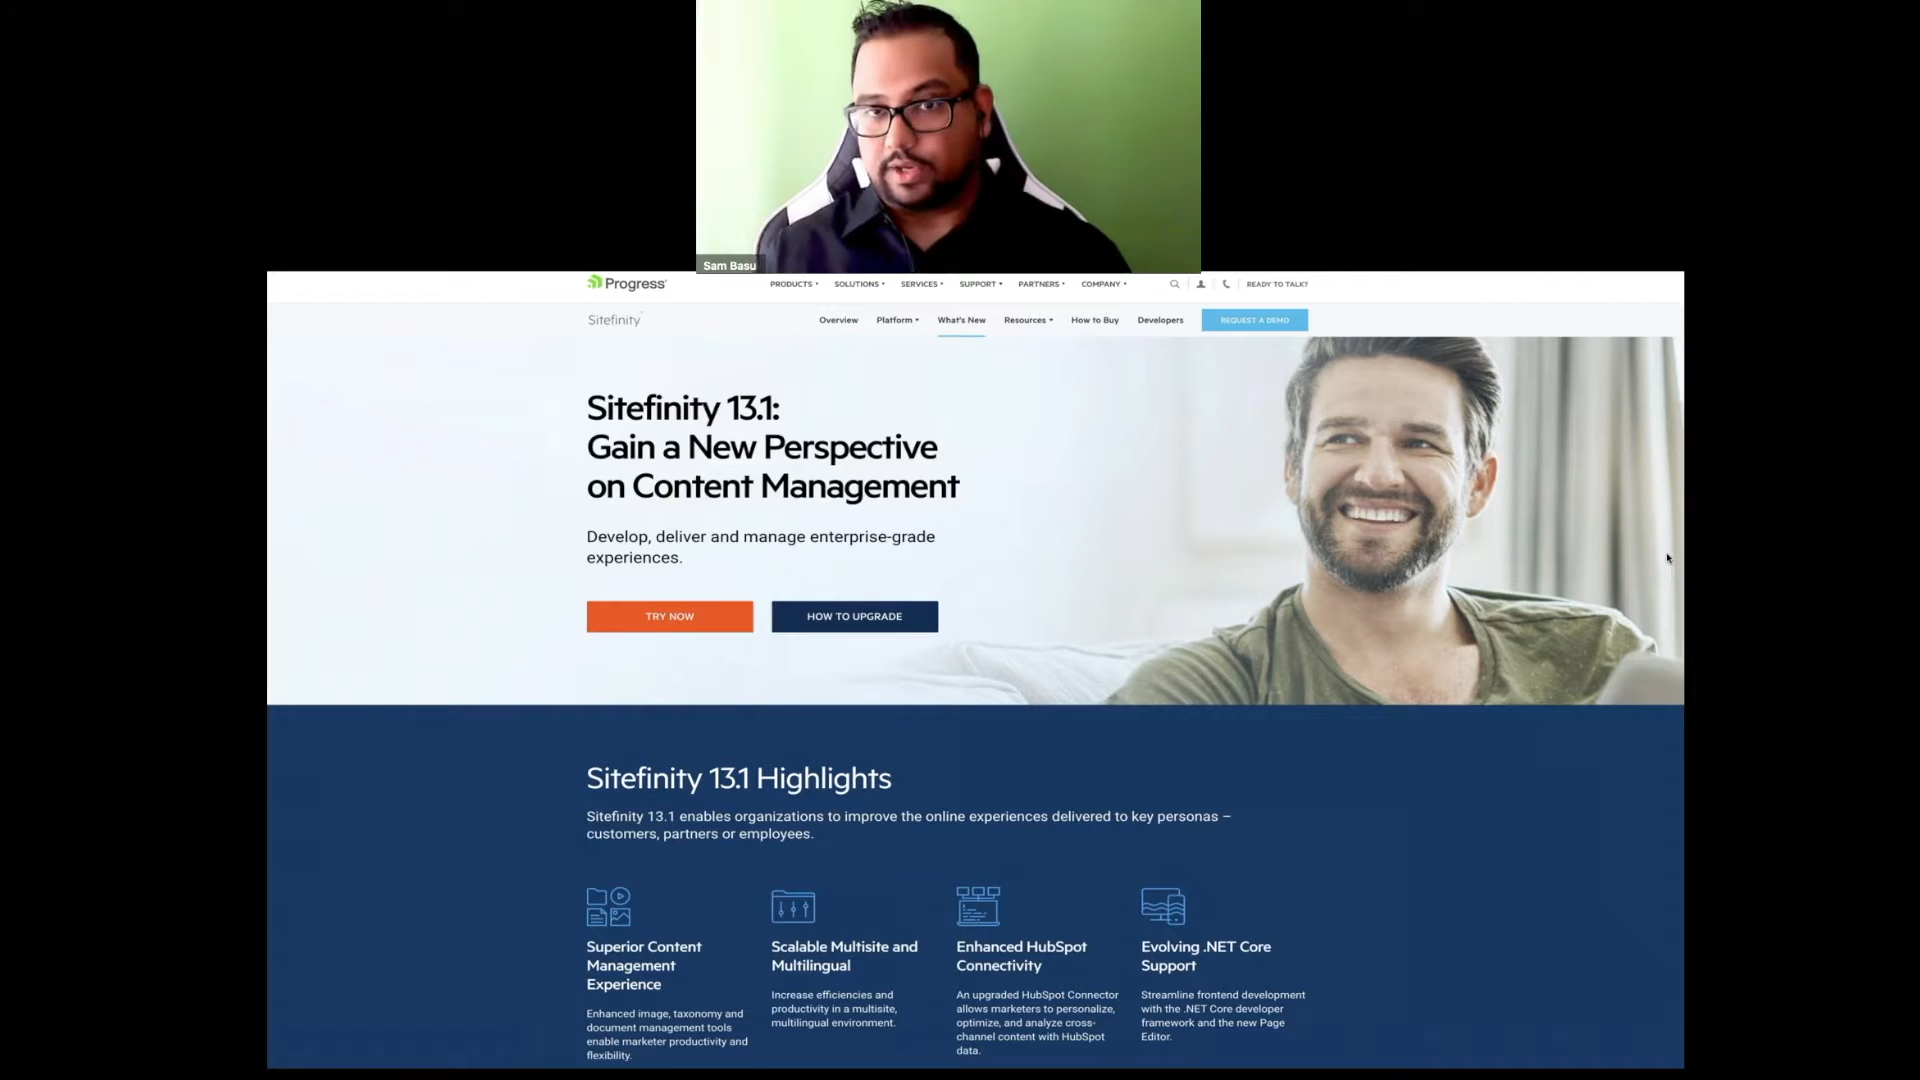 Sam Basu
Progress
PRODUCTS SOLUTIONS SERVICES SUPPORT PARTNERS COMPANY READY TO TALK?
Sitefinity
Overview Platform What's New Resources How to Buy Developers REQUEST A DEMO
Sitefinity 13.1:
Gain a New Perspective
on Content Management
Develop, deliver and manage enterprise-grade
experiences.
TRY NOW HOW TO UPGRADE
Sitefinity 13.1 Highlights
Sitefinity 13.1 enables organizations to improve the online experiences delivered to key personas –
customers, partners or employees.
Superior Content
Management
Experience
Enhanced image, taxonomy and
document management tools
enable marketer productivity and
flexibility.
Scalable Multisite and
Multilingual
Increase efficiencies and
productivity in a multisite,
multilingual environment.
Enhanced HubSpot
Connectivity
An upgraded HubSpot Connector
allows marketers to personalize,
optimize, and analyze cross-
channel content with HubSpot
data.
Evolving .NET Core
Support
Streamline frontend development
with the .NET Core developer
framework and the new Page
Editor.